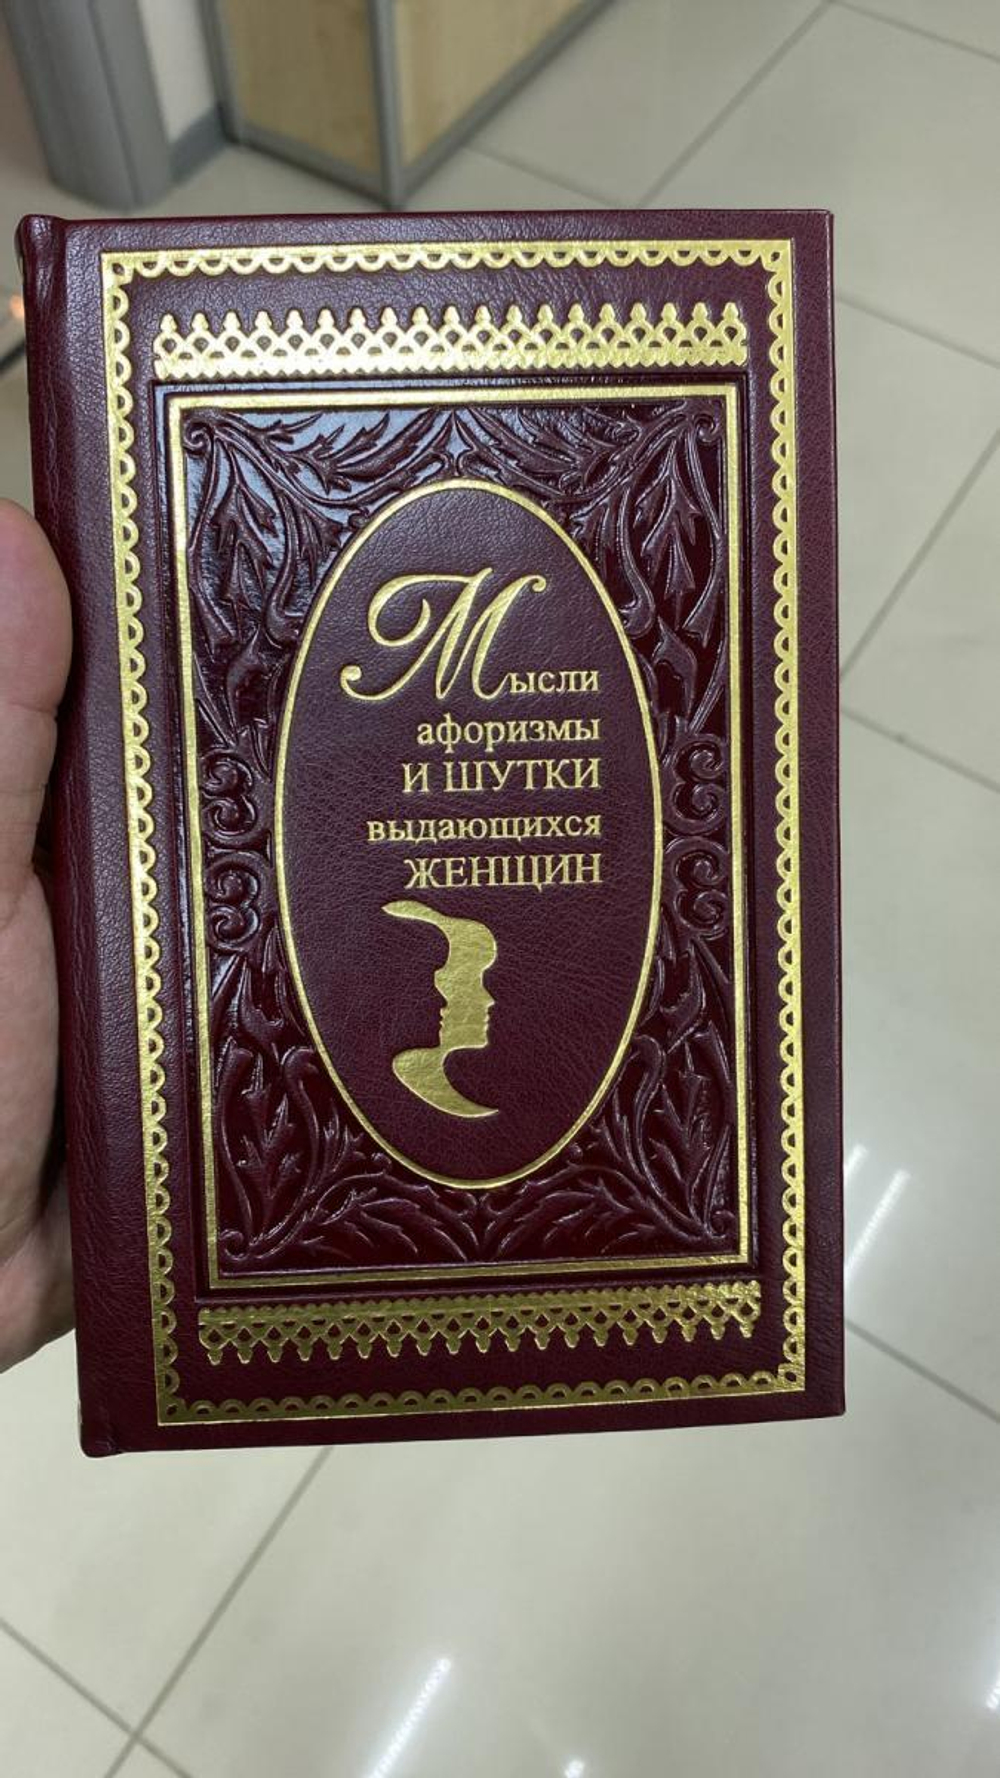 Мысли
афоризмы
И ШУТКИ
выдающихся
ЖЕНЩИН